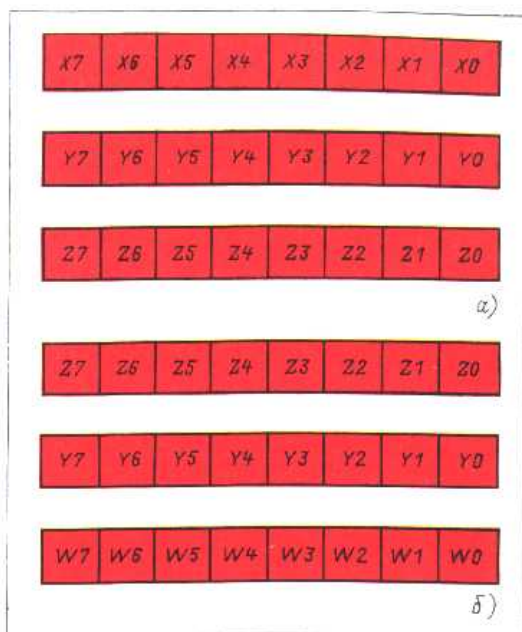 X7 X6 X5 X4 X3 X2 X1 X0
Y7 Y6 Y5 Y4 Y3 Y2 Y1 Y0
Z7 Z6 Z5 Z4 Z3 Z2 Z1 Z0
а)
Z7 Z6 Z5 Z4 Z3 Z2 Z1 Z0
Y7 Y6 Y5 Y4 Y3 Y2 Y1 Y0
W7 W6 W5 W4 W3 W2 W1 W0
б)